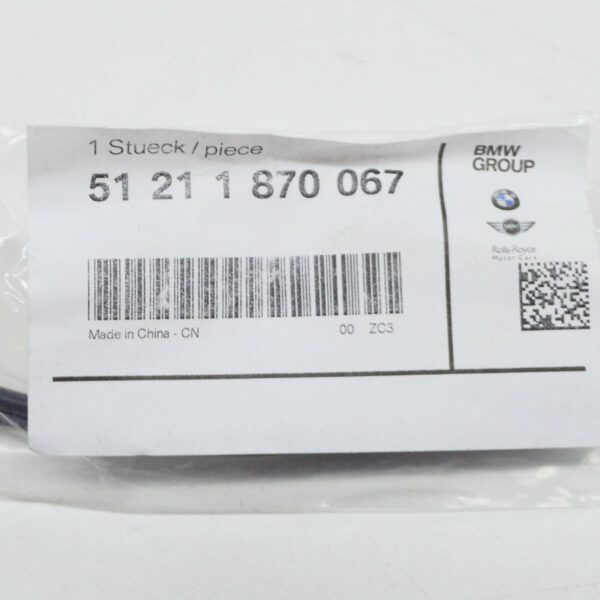 1 Stueck / piece
51 21 1 870 067
Made in China - CN
00 ZC3
BMW
GROUP
Rolls-Royce
Motor Cars